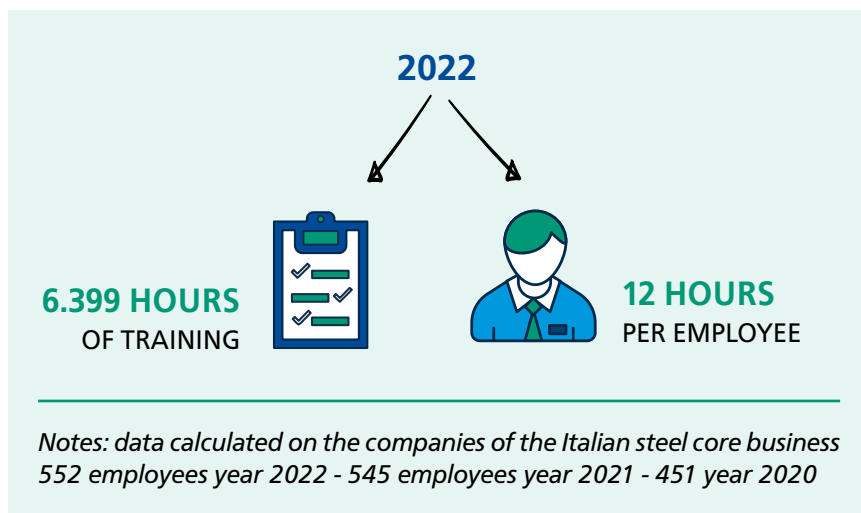 2022
6.399 HOURS
OF TRAINING
12 HOURS
PER EMPLOYEE
Notes: data calculated on the companies of the Italian steel core business
552 employees year 2022 - 545 employees year 2021 - 451 year 2020